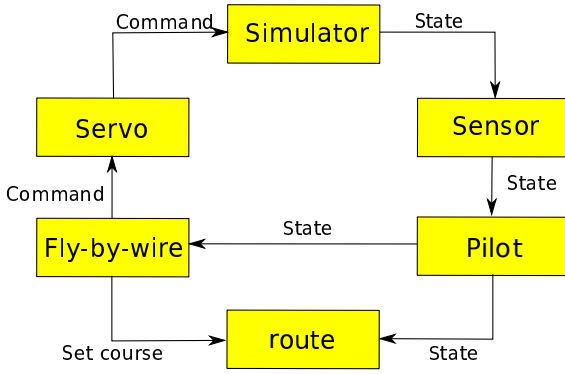 Command
Simulator
State
Servo
Sensor
Command
State
Fly-by-wire
State
Pilot
Set course
route
State